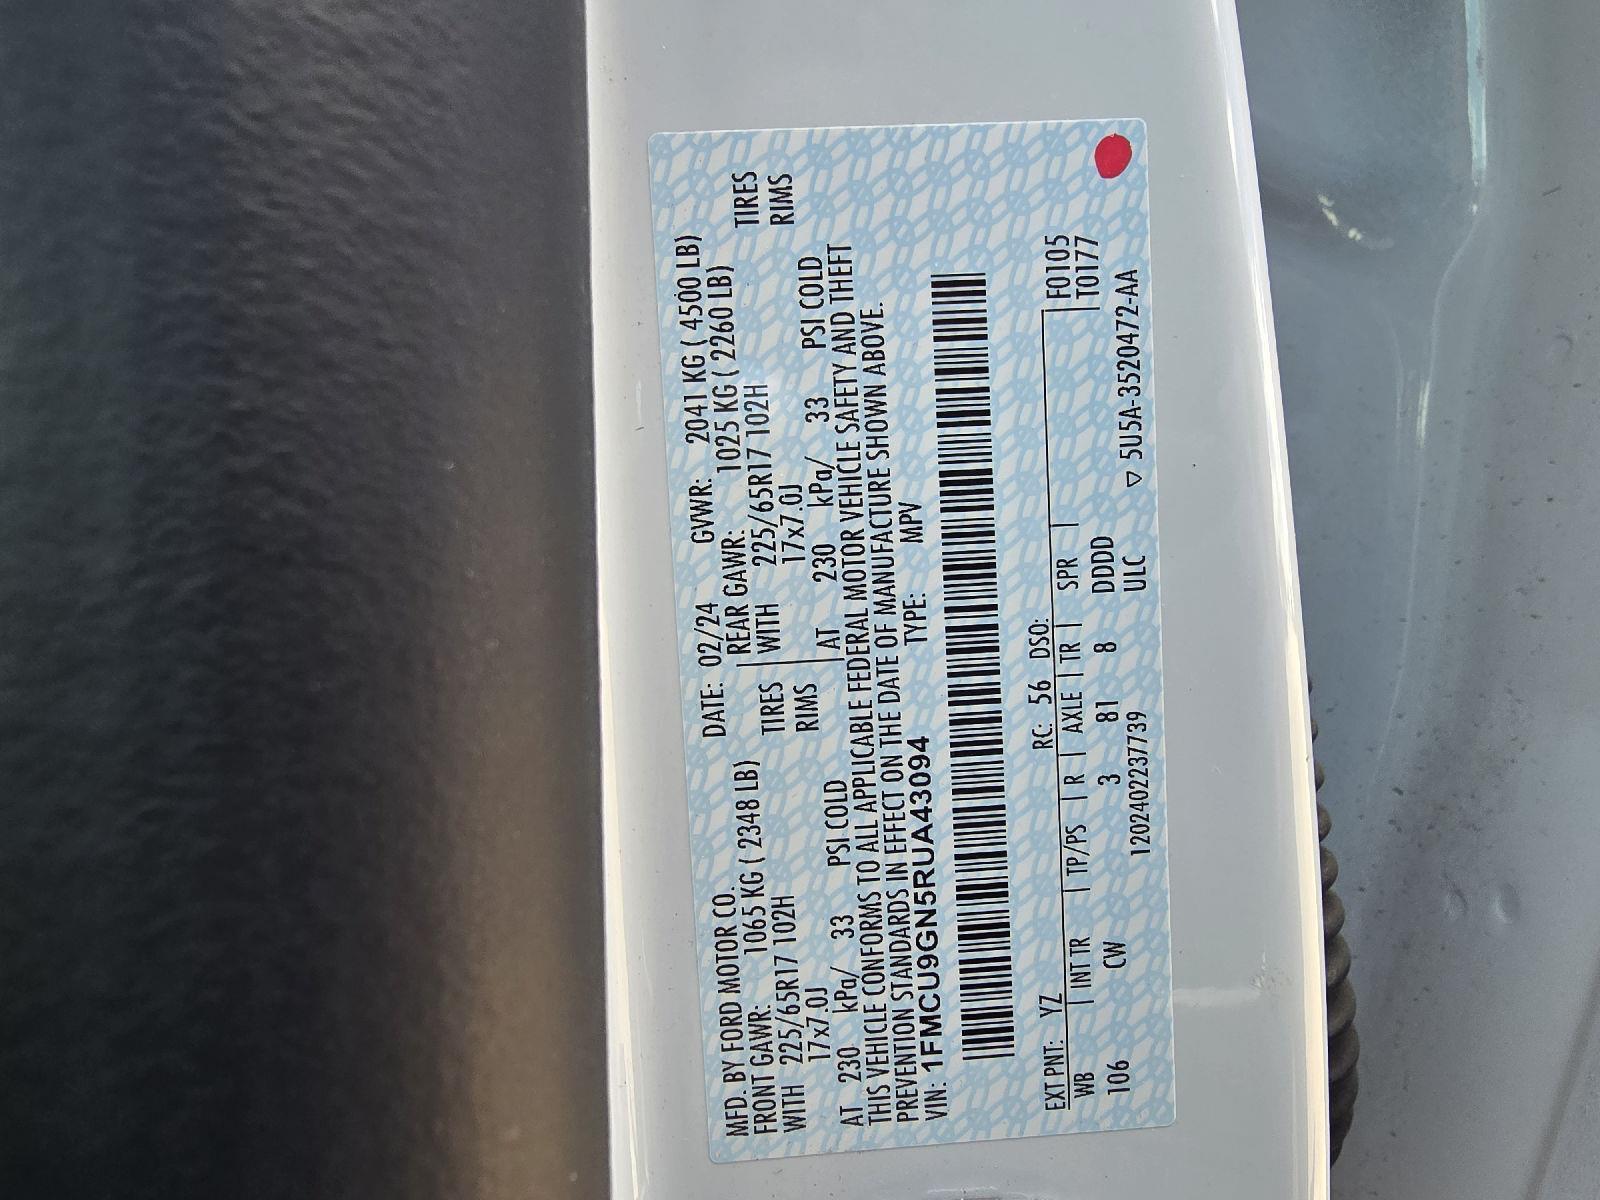 MFD. BY FORD MOTOR CO. DATE: 02/24 GVWR: 2041 KG ( 4500 LB)
FRONT GAWR: 1065 KG ( 2348 LB) REAR GAWR: 1025 KG ( 2260 LB)
WITH 225/65R17 102H TIRES WITH 225/65R17 102H TIRES
17x7.0J RIMS 17x7.0J RIMS
AT 230 kPa/ 33 PSI COLD AT 230 kPa/ 33 PSI COLD
THIS VEHICLE CONFORMS TO ALL APPLICABLE FEDERAL MOTOR VEHICLE SAFETY AND THEFT
PREVENTION STANDARDS IN EFFECT ON THE DATE OF MANUFACTURE SHOWN ABOVE.
VIN: 1FMCU9GN5RUA43094 TYPE: MPV
EXT PNT: YZ RC: 56 DSO: F0105
WB INT TR TP/PS R AXLE TR SPR T0177
106 CW 3 81 8 DDDD
120240223​7739 ULC ▽ 5U5A-3520472-AA